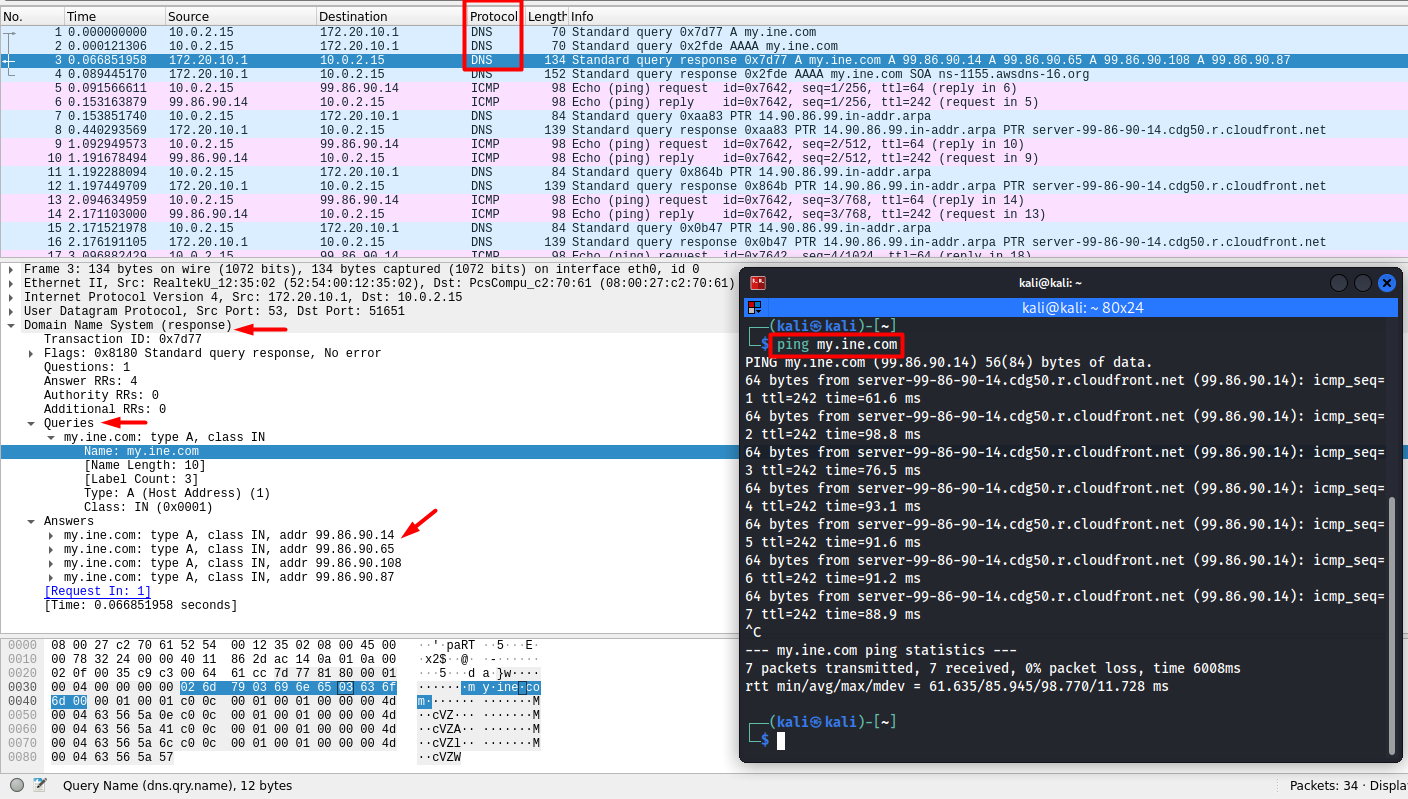 No. Time Source Destination Protocol Length Info
1 0.000000000 10.0.2.15 172.20.10.1 DNS 70 Standard query 0x7d77 A my.ine.com
2 0.000121306 10.0.2.15 172.20.10.1 DNS 70 Standard query 0x2fde AAAA my.ine.com
3 0.066851958 172.20.10.1 10.0.2.15 DNS 134 Standard query response 0x7d77 A my.ine.com A 99.86.90.14 A 99.86.90.65 A 99.86.90.108 A 99.86.90.87
4 0.089445170 172.20.10.1 10.0.2.15 DNS 152 Standard query response 0x2fde AAAA my.ine.com SOA ns-1155.awsdns-16.org
5 0.091566611 10.0.2.15 99.86.90.14 ICMP 98 Echo (ping) request id=0x7642, seq=1/256, ttl=64 (reply in 6)
6 0.153163879 99.86.90.14 10.0.2.15 ICMP 98 Echo (ping) reply id=0x7642, seq=1/256, ttl=242 (request in 5)
7 0.153851740 10.0.2.15 172.20.10.1 DNS 84 Standard query 0xaa83 PTR 14.90.86.99.in-addr.arpa
8 0.440293569 172.20.10.1 10.0.2.15 DNS 139 Standard query response 0xaa83 PTR 14.90.86.99.in-addr.arpa PTR server-99-86-90-14.cdg50.r.cloudfront.net
9 1.092949573 10.0.2.15 99.86.90.14 ICMP 98 Echo (ping) request id=0x7642, seq=2/512, ttl=64 (reply in 10)
10 1.191678494 99.86.90.14 10.0.2.15 ICMP 98 Echo (ping) reply id=0x7642, seq=2/512, ttl=242 (request in 9)
11 1.192288094 10.0.2.15 172.20.10.1 DNS 84 Standard query 0x864b PTR 14.90.86.99.in-addr.arpa
12 1.197449709 172.20.10.1 10.0.2.15 DNS 139 Standard query response 0x864b PTR 14.90.86.99.in-addr.arpa PTR server-99-86-90-14.cdg50.r.cloudfront.net
13 2.094634959 10.0.2.15 99.86.90.14 ICMP 98 Echo (ping) request id=0x7642, seq=3/768, ttl=64 (reply in 14)
14 2.171103000 99.86.90.14 10.0.2.15 ICMP 98 Echo (ping) reply id=0x7642, seq=3/768, ttl=242 (request in 13)
15 2.171521978 10.0.2.15 172.20.10.1 DNS 84 Standard query 0x0b47 PTR 14.90.86.99.in-addr.arpa
16 2.176191105 172.20.10.1 10.0.2.15 DNS 139 Standard query response 0x0b47 PTR 14.90.86.99.in-addr.arpa PTR server-99-86-90-14.cdg50.r.cloudfront.net
17 3.096882429 10.0.2.15 99.86.90.14 ICMP 98 Echo (ping) request id=0x7642, seq=4/1024, ttl=64 (reply in 18)
Frame 3: 134 bytes on wire (1072 bits), 134 bytes captured (1072 bits) on interface eth0, id 0
Ethernet II, Src: RealtekU_12:35:02 (52:54:00:12:35:02), Dst: PcsCompu_c2:70:61 (08:00:27:c2:70:61)
Internet Protocol Version 4, Src: 172.20.10.1, Dst: 10.0.2.15
User Datagram Protocol, Src Port: 53, Dst Port: 51651
Domain Name System (response)
Transaction ID: 0x7d77
Flags: 0x8180 Standard query response, No error
Questions: 1
Answer RRs: 4
Authority RRs: 0
Additional RRs: 0
Queries
my.ine.com: type A, class IN
Name: my.ine.com
[Name Length: 10]
[Label Count: 3]
Type: A (Host Address) (1)
Class: IN (0x0001)
Answers
my.ine.com: type A, class IN, addr 99.86.90.14
my.ine.com: type A, class IN, addr 99.86.90.65
my.ine.com: type A, class IN, addr 99.86.90.108
my.ine.com: type A, class IN, addr 99.86.90.87
[Request In: 1]
[Time: 0.066851958 seconds]
0000 08 00 27 c2 70 61 52 54 00 12 35 02 08 00 45 00 ··'·paRT ··5···E·
0010 00 78 32 24 00 00 40 11 86 2d ac 14 0a 01 0a 00 ·x2$··@· ·-······
0020 02 0f 00 35 c9 c3 00 64 61 cc 7d 77 81 80 00 01 ···5···d a·}w····
0030 00 04 00 00 00 00 02 6d 79 03 69 6e 65 03 63 6f ·······m y·ine·co
0040 6d 00 00 01 00 01 c0 0c 00 01 00 01 00 00 00 4d m······· ·······M
0050 00 04 63 56 5a 0e c0 0c 00 01 00 01 00 00 00 4d ··cVZ··· ·······M
0060 00 04 63 56 5a 41 c0 0c 00 01 00 01 00 00 00 4d ··cVZA·· ·······M
0070 00 04 63 56 5a 6c c0 0c 00 01 00 01 00 00 00 4d ··cVZl·· ·······M
0080 00 04 63 56 5a 57 ··cVZW
Query Name (dns.qry.name), 12 bytes
Packets: 34 · Displa
kali@kali: ~
kali@kali: ~ 80x24
┌──(kali㉿kali)-[~]
└─$ ping my.ine.com
PING my.ine.com (99.86.90.14) 56(84) bytes of data.
64 bytes from server-99-86-90-14.cdg50.r.cloudfront.net (99.86.90.14): icmp_seq=
1 ttl=242 time=61.6 ms
64 bytes from server-99-86-90-14.cdg50.r.cloudfront.net (99.86.90.14): icmp_seq=
2 ttl=242 time=98.8 ms
64 bytes from server-99-86-90-14.cdg50.r.cloudfront.net (99.86.90.14): icmp_seq=
3 ttl=242 time=76.5 ms
64 bytes from server-99-86-90-14.cdg50.r.cloudfront.net (99.86.90.14): icmp_seq=
4 ttl=242 time=93.1 ms
64 bytes from server-99-86-90-14.cdg50.r.cloudfront.net (99.86.90.14): icmp_seq=
5 ttl=242 time=91.6 ms
64 bytes from server-99-86-90-14.cdg50.r.cloudfront.net (99.86.90.14): icmp_seq=
6 ttl=242 time=91.2 ms
64 bytes from server-99-86-90-14.cdg50.r.cloudfront.net (99.86.90.14): icmp_seq=
7 ttl=242 time=88.9 ms
^C
--- my.ine.com ping statistics ---
7 packets transmitted, 7 received, 0% packet loss, time 6008ms
rtt min/avg/max/mdev = 61.635/85.945/98.770/11.728 ms
┌──(kali㉿kali)-[~]
└─$